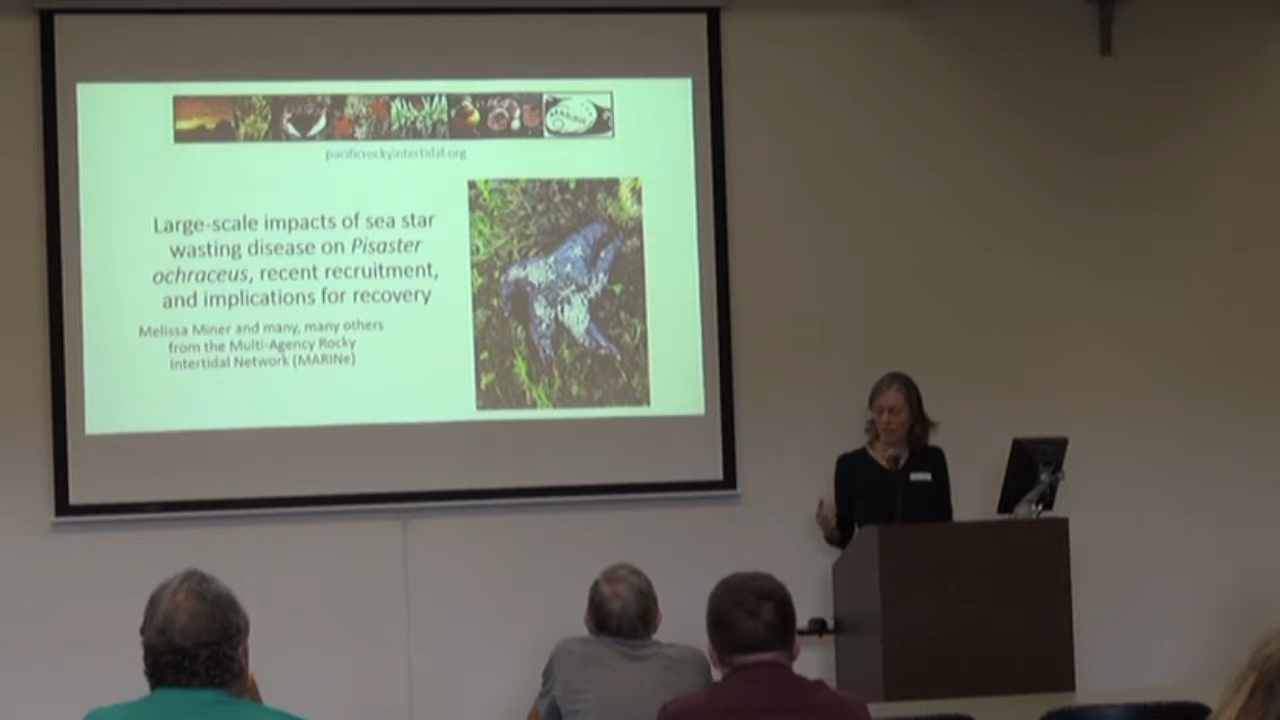 pacificrockyintertidal.org
Large-scale impacts of sea star
wasting disease on Pisaster
ochraceus, recent recruitment,
and implications for recovery
Melissa Miner and many, many others
from the Multi-Agency Rocky
Intertidal Network (MARINe)